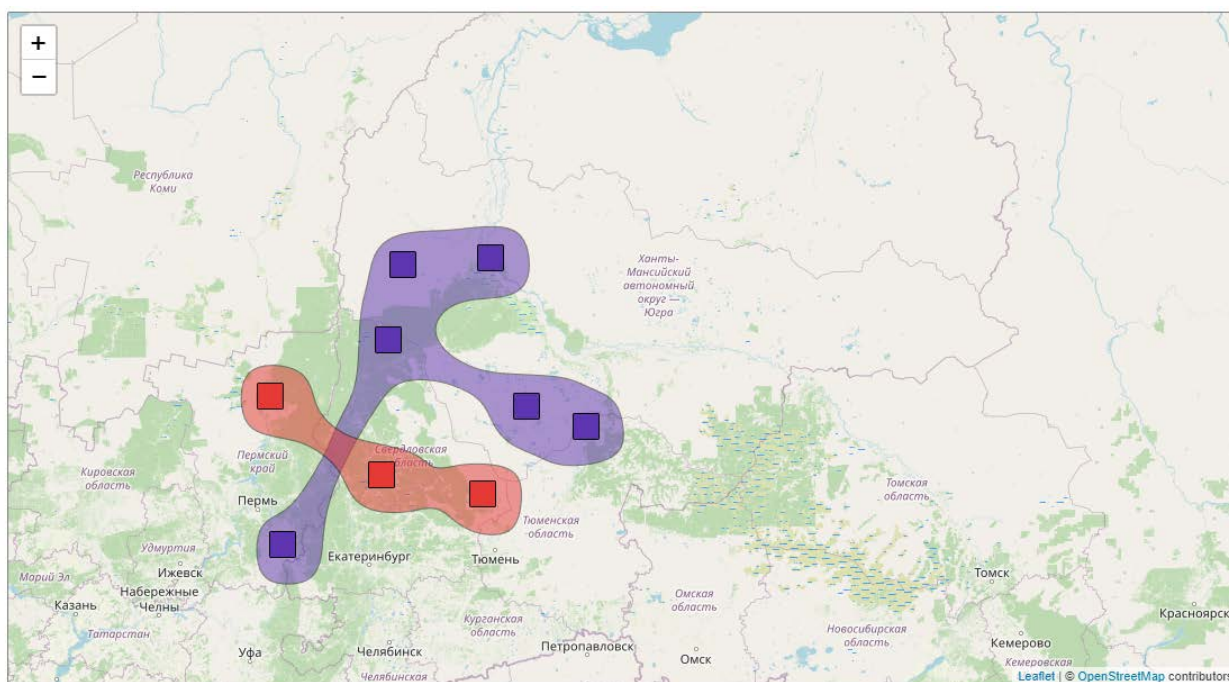 +
−
Республика
Коми
Ханты-
Мансийский
автономный
округ —
Югра
Свердловская
область
Пермский
край
Кировская
область
Пермь
Томская
область
Тюменская
область
Удмуртия
Екатеринбург
Тюмень
Ижевск
Томск
Марий Эл
Набережные
Челны
Казань
Омская
область
Красноярск
Татарстан
Курганская
область
Новосибирская
область
Кемерово
Петропавловск
Уфа
Челябинск
Омск
Кемеровская
Челябинская
Leaflet | © OpenStreetMap contributors